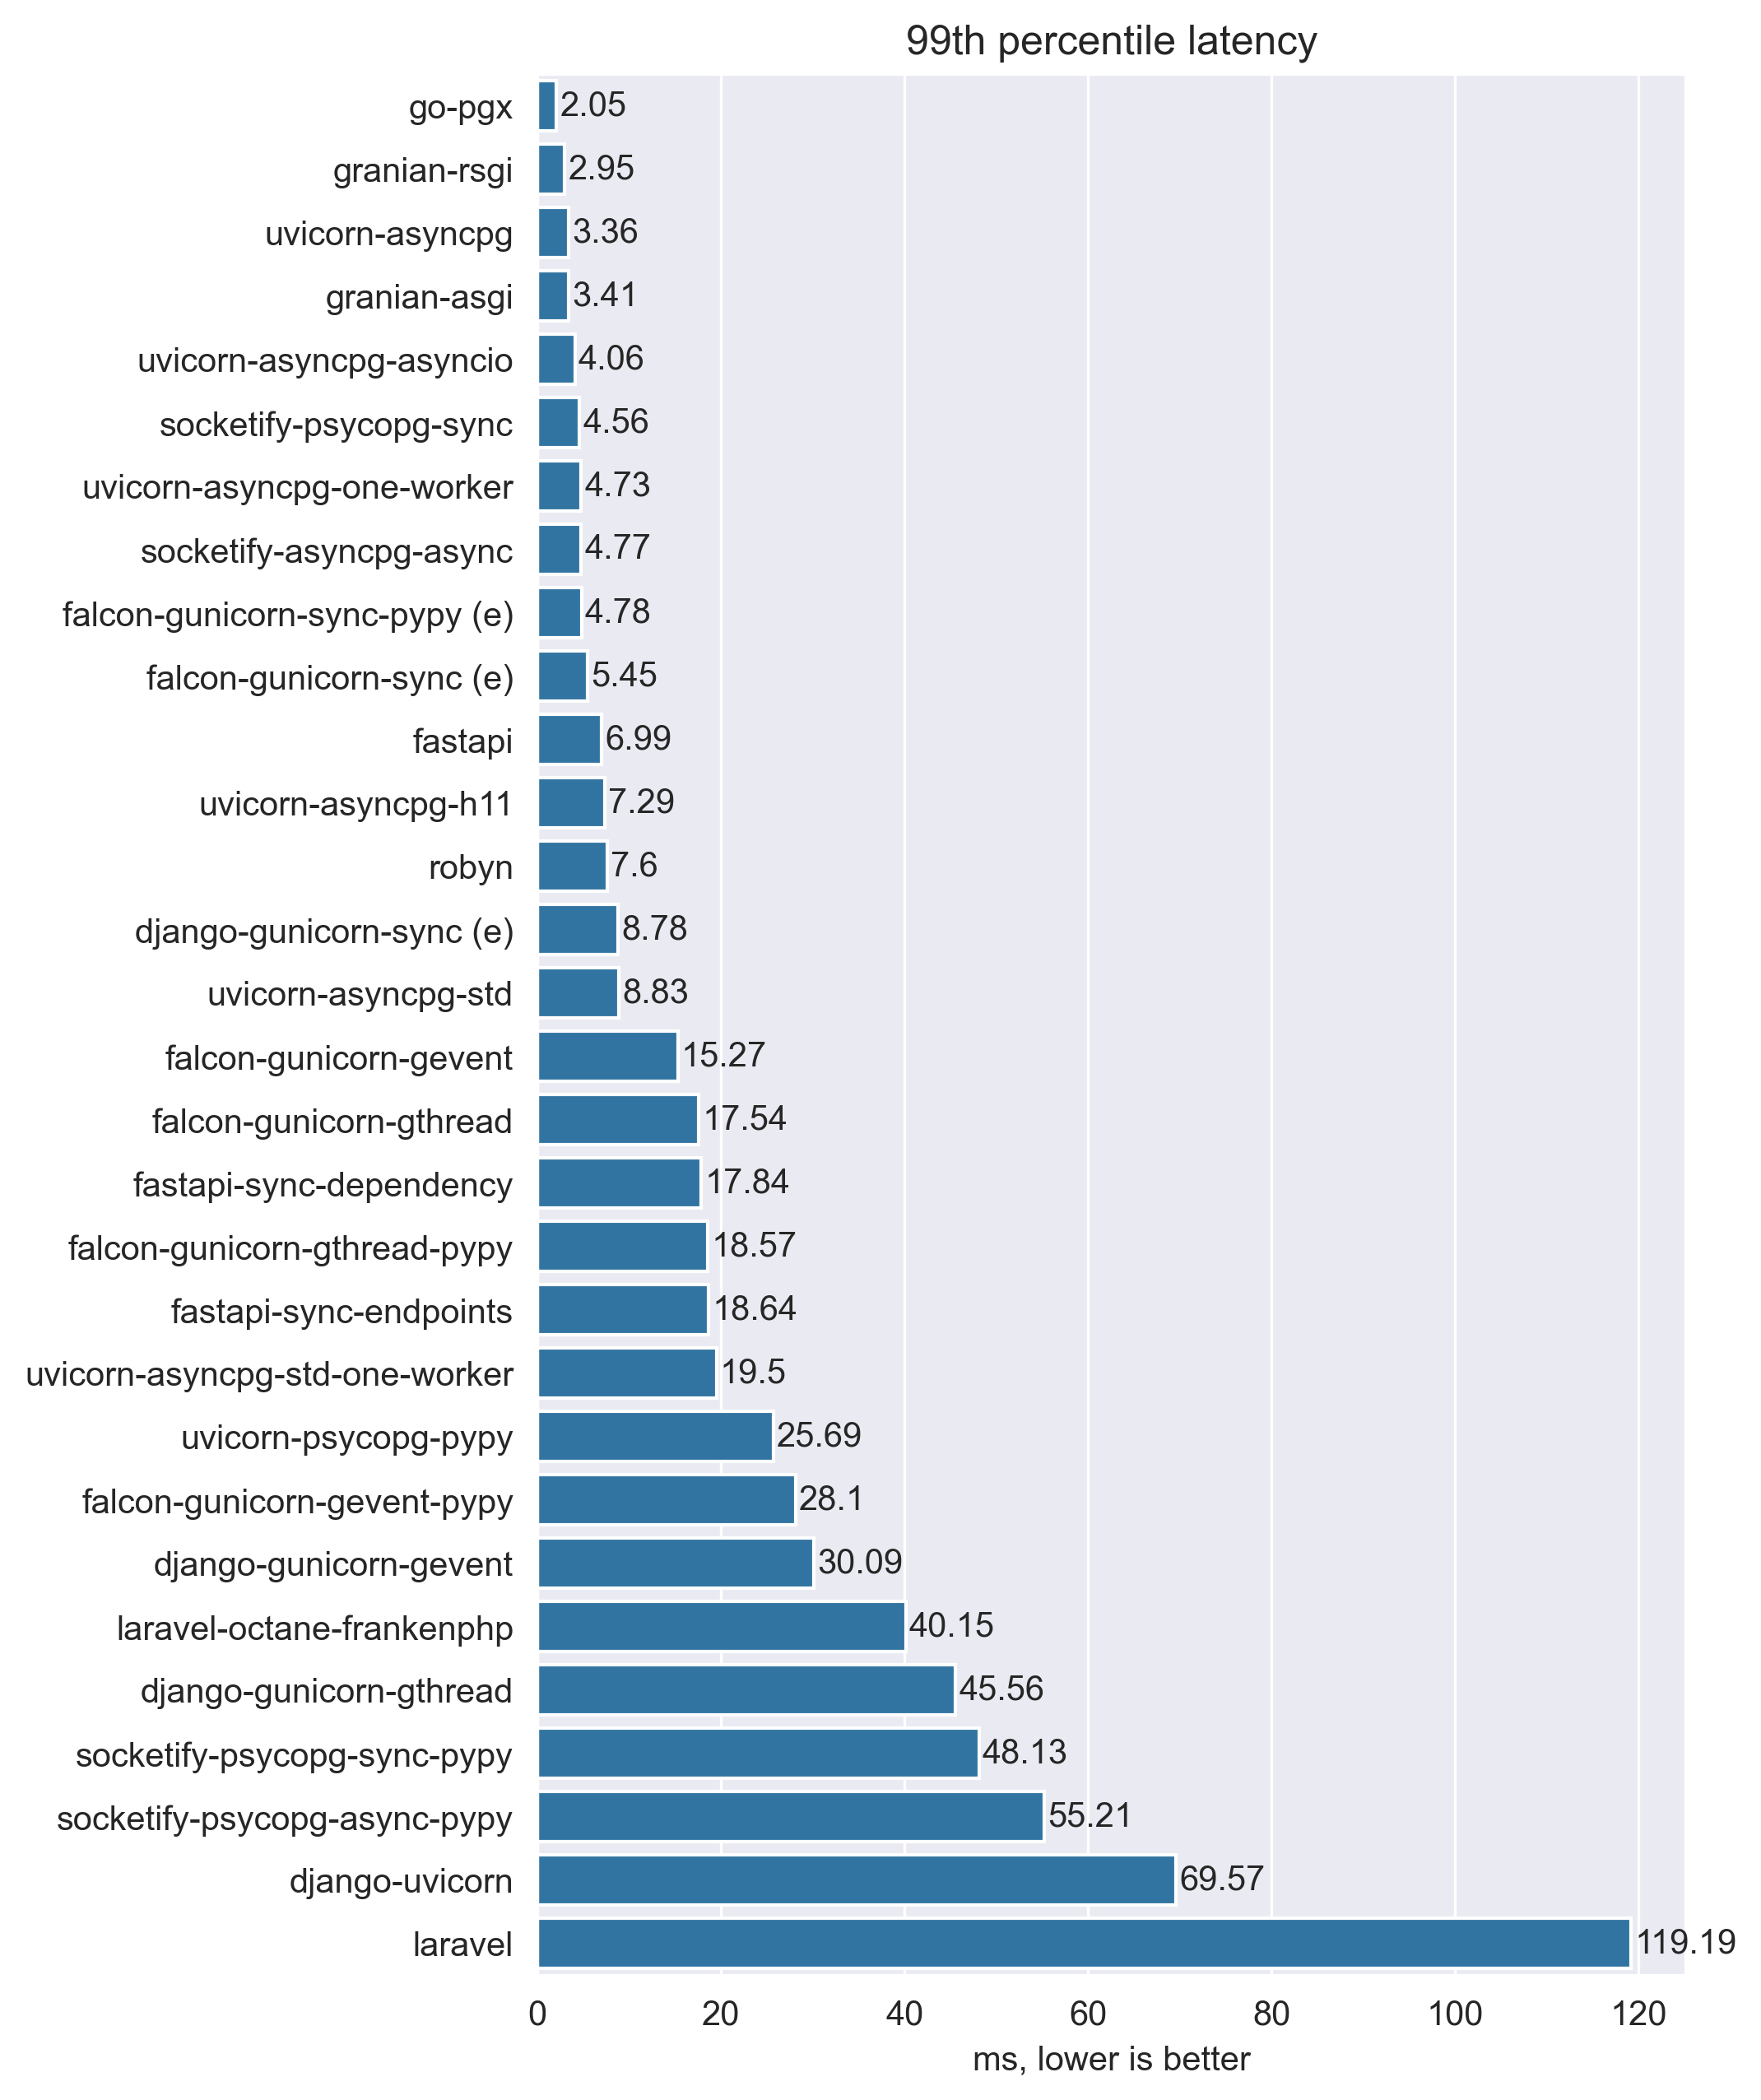 99th percentile latency
go-pgx 2.05
granian-rsgi 2.95
uvicorn-asyncpg 3.36
granian-asgi 3.41
uvicorn-asyncpg-asyncio 4.06
socketify-psycopg-sync 4.56
uvicorn-asyncpg-one-worker 4.73
socketify-asyncpg-async 4.77
falcon-gunicorn-sync-pypy (e) 4.78
falcon-gunicorn-sync (e) 5.45
fastapi 6.99
uvicorn-asyncpg-h11 7.29
robyn 7.6
django-gunicorn-sync (e) 8.78
uvicorn-asyncpg-std 8.83
falcon-gunicorn-gevent 15.27
falcon-gunicorn-gthread 17.54
fastapi-sync-dependency 17.84
falcon-gunicorn-gthread-pypy 18.57
fastapi-sync-endpoints 18.64
uvicorn-asyncpg-std-one-worker 19.5
uvicorn-psycopg-pypy 25.69
falcon-gunicorn-gevent-pypy 28.1
django-gunicorn-gevent 30.09
laravel-octane-frankenphp 40.15
django-gunicorn-gthread 45.56
socketify-psycopg-sync-pypy 48.13
socketify-psycopg-async-pypy 55.21
django-uvicorn 69.57
laravel 119.19
0 20 40 60 80 100 120
ms, lower is better